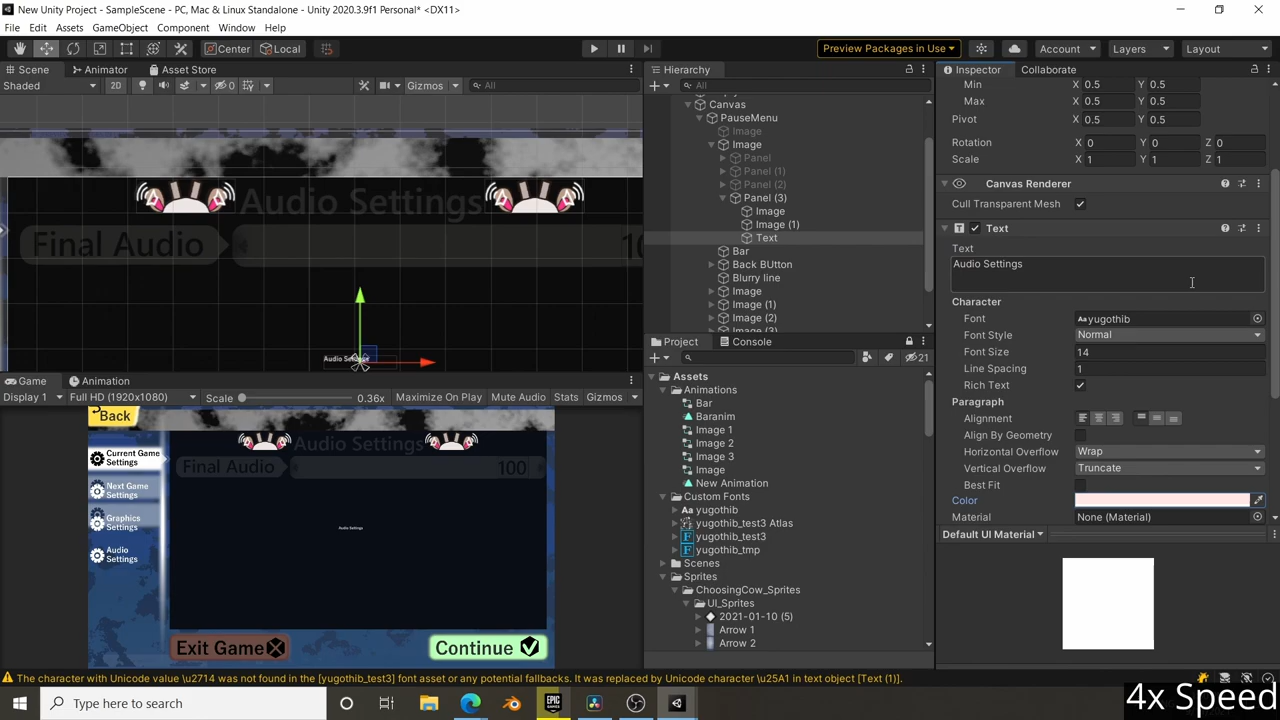 New Unity Project - SampleScene - PC, Mac & Linux Standalone - Unity 2020.3.9f1 Personal* <DX11>
File Edit Assets GameObject Component Window Help
Center Local Preview Packages in Use Account Layers Layout
Scene Animator Asset Store
Shaded 2D 0 Gizmos All
Audio Settings
Final Audio 10
Audio Settings
Game Animation
Display 1 Full HD (1920x1080) Scale 0.36x Maximize On Play Mute Audio Stats Gizmos
Back
Audio Settings
Current Game
Settings
Final Audio 100
Next Game
Settings
Graphics
Settings
Audio Settings
Audio
Settings
Exit Game Continue
Hierarchy
All
Canvas
PauseMenu
Image
Image
Panel
Panel (1)
Panel (2)
Panel (3)
Image
Image (1)
Text
Bar
Back BUtton
Blurry line
Image
Image (1)
Image (2)
Project Console
21
Assets
Animations
Bar
Baranim
Image 1
Image 2
Image 3
Image
New Animation
Custom Fonts
yugothib
yugothib_test3 Atlas
yugothib_test3
yugothib_tmp
Scenes
Sprites
ChoosingCow_Sprites
UI_Sprites
2021-01-10 (5)
Arrow 1
Arrow 2
Inspector Collaborate
Min X 0.5 Y 0.5
Max X 0.5 Y 0.5
Pivot X 0.5 Y 0.5
Rotation X 0 Y 0 Z 0
Scale X 1 Y 1 Z 1
Canvas Renderer
Cull Transparent Mesh
Text
Text
Audio Settings
Character
Font Aa yugothib
Font Style Normal
Font Size 14
Line Spacing 1
Rich Text
Paragraph
Alignment
Align By Geometry
Horizontal Overflow Wrap
Vertical Overflow Truncate
Best Fit
Color
Material None (Material)
Default UI Material
The character with Unicode value \u2714 was not found in the [yugothib_test3] font asset or any potential fallbacks. It was replaced by Unicode character \u25A1 in text object [Text (1)].
Type here to search
EPIC GAMES
4x Speed